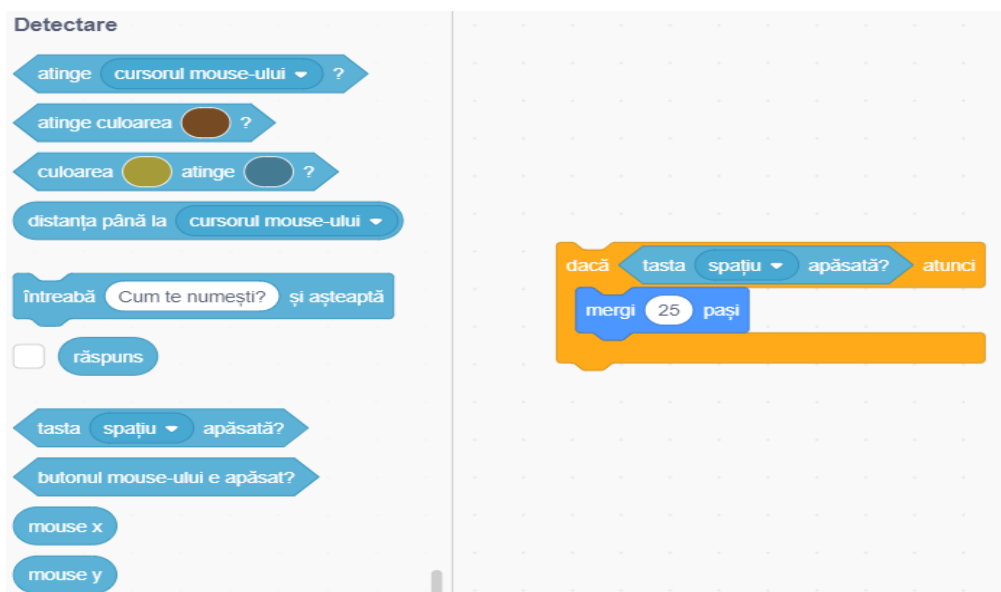 Detectare
atinge cursorul mouse-ului ?
atinge culoarea ?
culoarea atinge ?
distanța până la cursorul mouse-ului
întreabă Cum te numești? și așteaptă
răspuns
tasta spațiu apăsată?
butonul mouse-ului e apăsat?
mouse x
mouse y
dacă tasta spațiu apăsată? atunci
mergi 25 pași